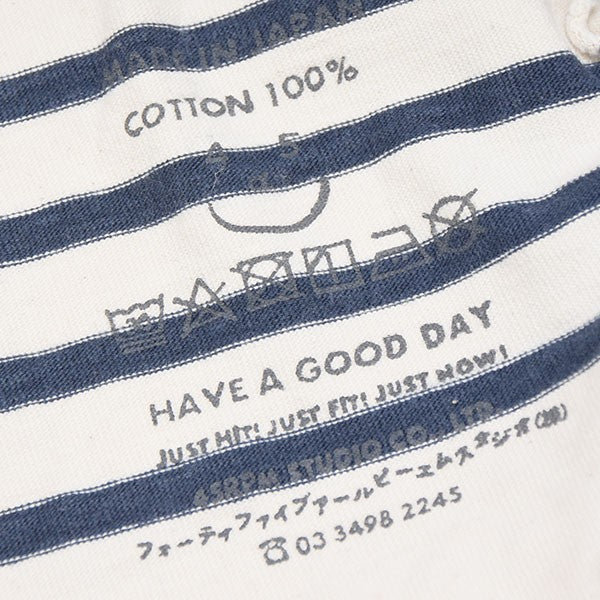 MADE IN JAPAN
COTTON 100%
4 5
HAVE A GOOD DAY
JUST HIT! JUST FIT! JUST NOW!
45RPM STUDIO CO., LTD.
フォーティファイブアールピーエムスタジオ(株)
☎03 3498 2245